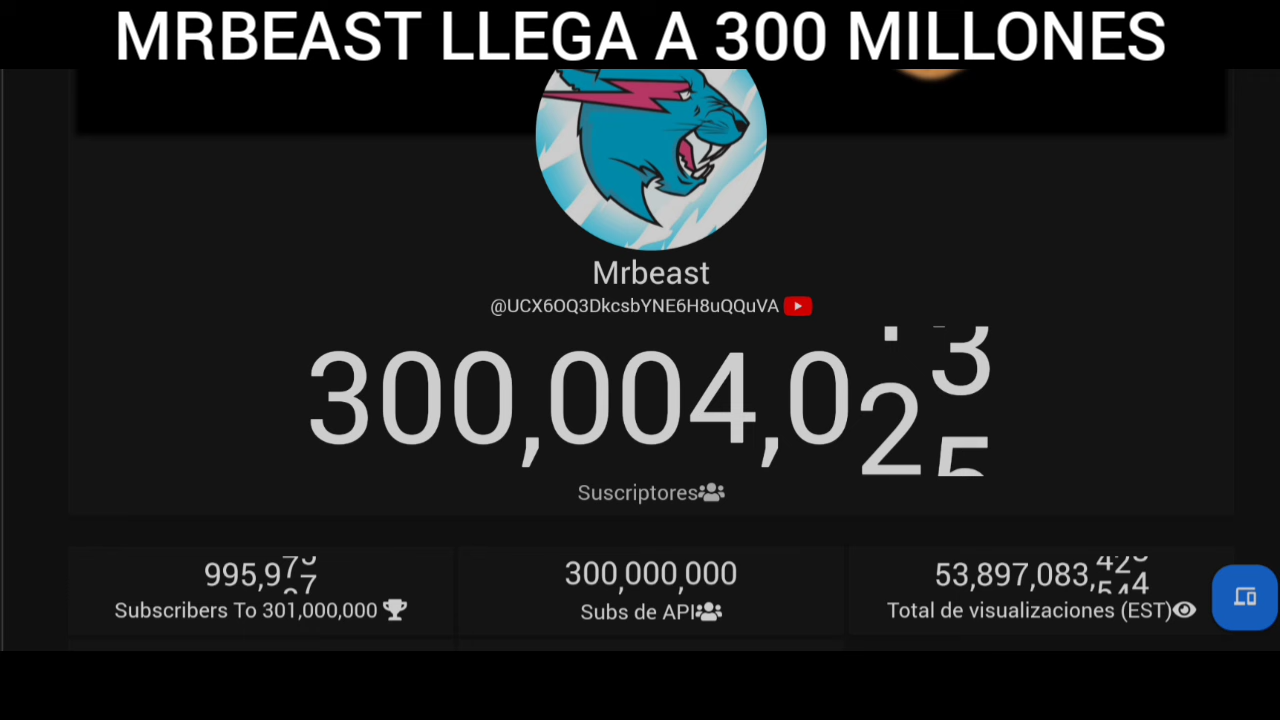 MRBEAST LLEGA A 300 MILLONES
Mrbeast
@UCX6OQ3DkcsbYNE6H8uQQuVA
300,004,0
Suscriptores
995,9
Subscribers To 301,000,000
300,000,000
Subs de API
53,897,083,
Total de visualizaciones (EST)